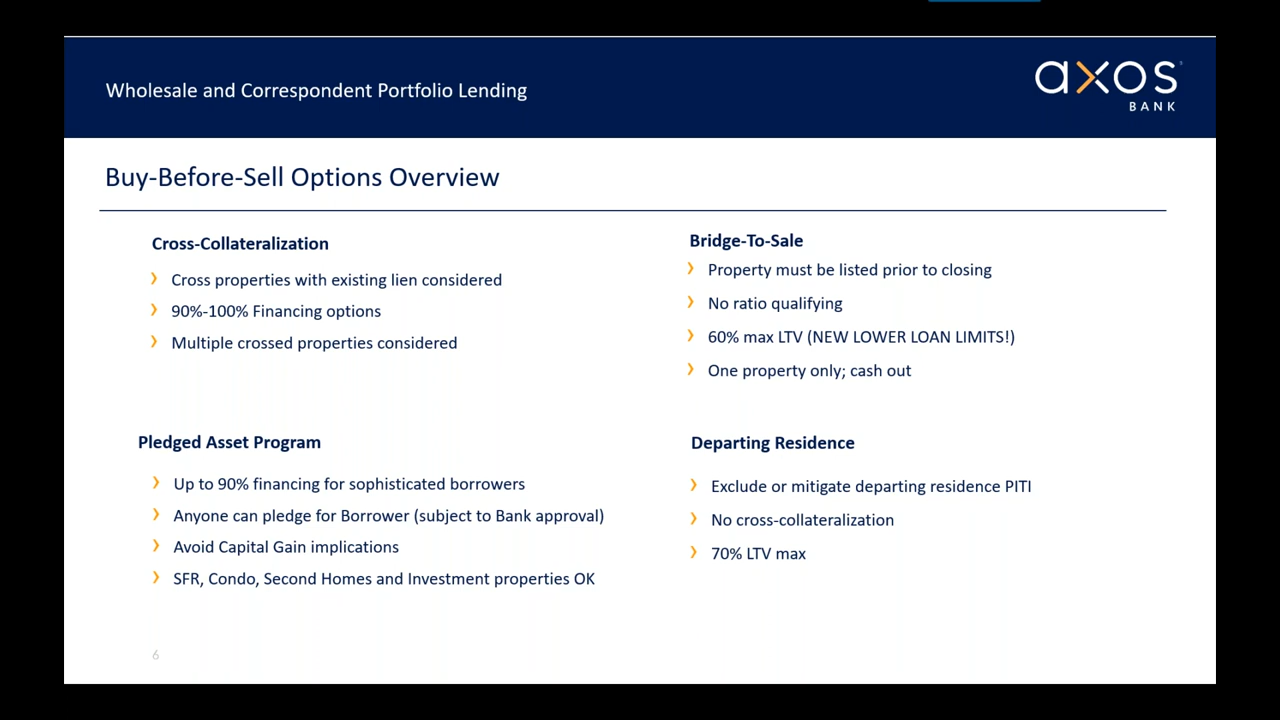 Wholesale and Correspondent Portfolio Lending
axos
BANK
Buy-Before-Sell Options Overview
Cross-Collateralization
Cross properties with existing lien considered
90%-100% Financing options
Multiple crossed properties considered
Bridge-To-Sale
Property must be listed prior to closing
No ratio qualifying
60% max LTV (NEW LOWER LOAN LIMITS!)
One property only; cash out
Pledged Asset Program
Up to 90% financing for sophisticated borrowers
Anyone can pledge for Borrower (subject to Bank approval)
Avoid Capital Gain implications
SFR, Condo, Second Homes and Investment properties OK
Departing Residence
Exclude or mitigate departing residence PITI
No cross-collateralization
70% LTV max
6